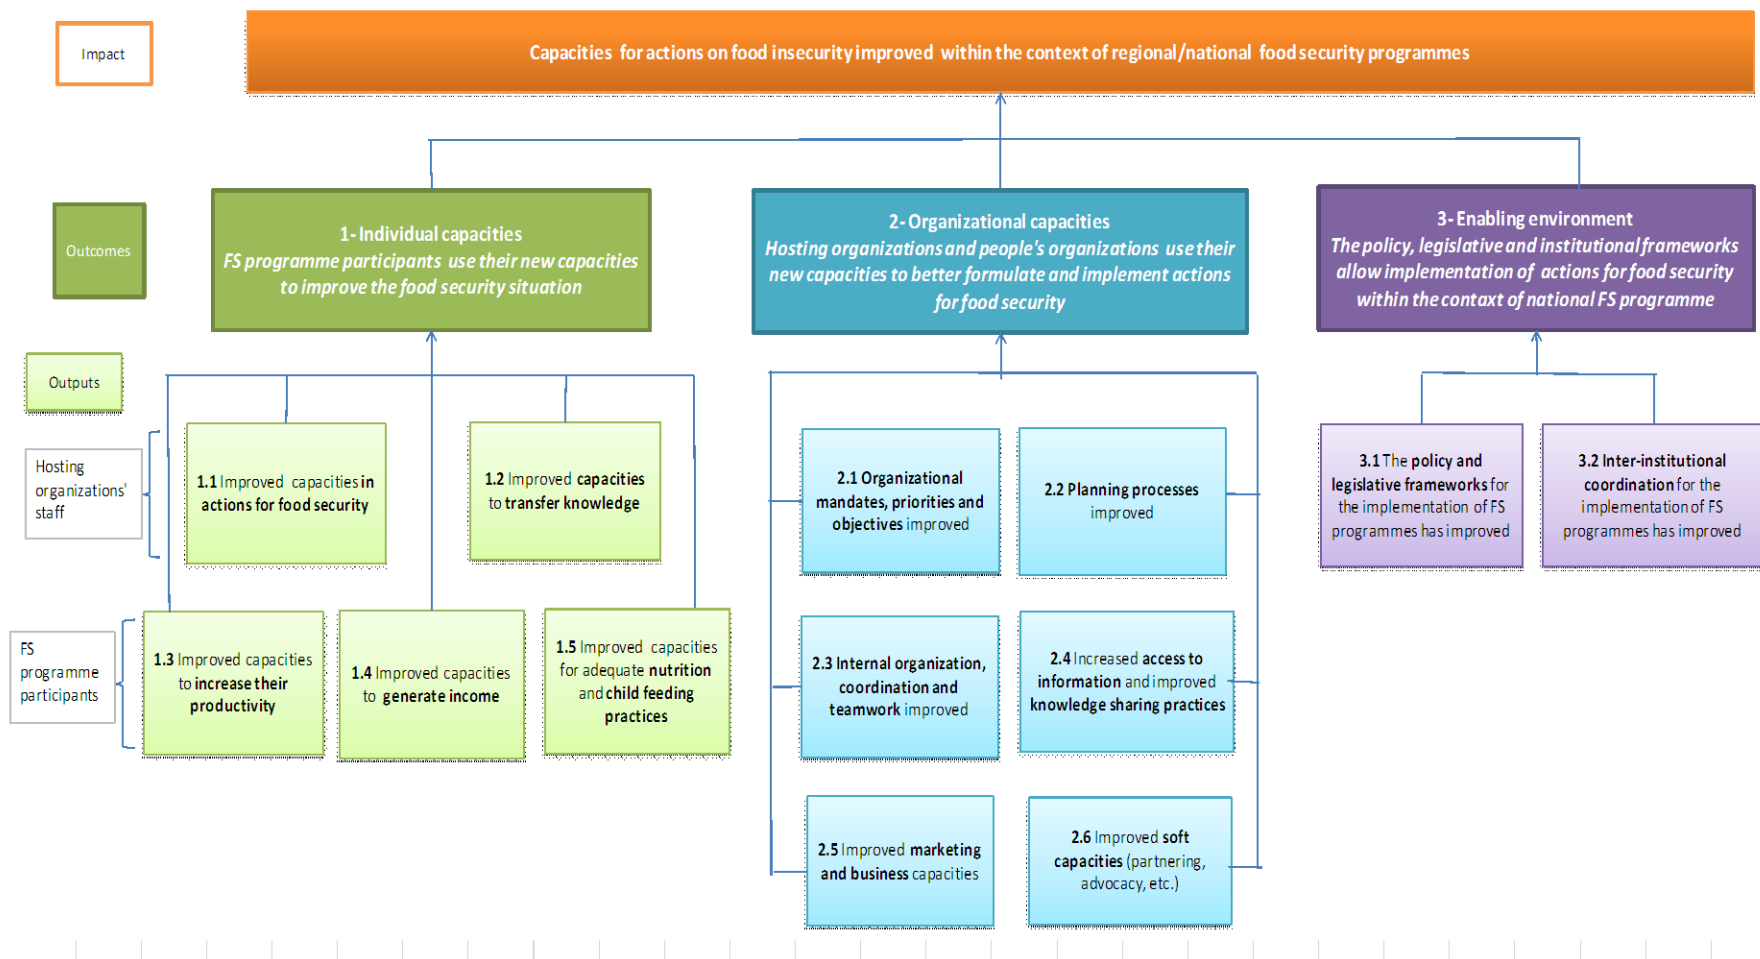 Impact
Capacities for actions on food insecurity improved within the context of regional/national food security programmes
Outcomes
1- Individual capacities
FS programme participants use their new capacities
to improve the food security situation
2- Organizational capacities
Hosting organizations and people's organizations use their
new capacities to better formulate and implement actions
for food security
3- Enabling environment
The policy, legislative and institutional frameworks
allow implementation of actions for food security
within the contaxt of national FS programme
Outputs
Hosting
organizations'
staff
1.1 Improved capacities in
actions for food security
1.2 Improved capacities
to transfer knowledge
2.1 Organizational
mandates, priorities and
objectives improved
2.2 Planning processes
improved
3.1 The policy and
legislative frameworks for
the implementation of FS
programmes has improved
3.2 Inter-institutional
coordination for the
implementation of FS
programmes has improved
FS
programme
participants
1.3 Improved capacities
to increase their
productivity
1.4 Improved capacities
to generate income
1.5 Improved capacities
for adequate nutrition
and child feeding
practices
2.3 Internal organization,
coordination and
teamwork improved
2.4 Increased access to
information and improved
knowledge sharing practices
2.5 Improved marketing
and business capacities
2.6 Improved soft
capacities (partnering,
advocacy, etc.)